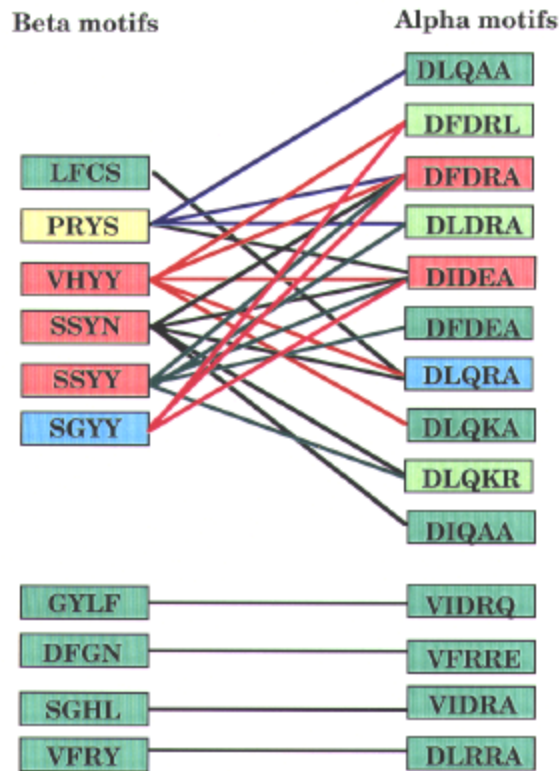 Beta motifs
Alpha motifs
DLQAA
DFDRL
LFCS
DFDRA
PRYS
DLDRA
VHYY
DIDEA
SSYN
DFDEA
SSYY
DLQRA
SGYY
DLQKA
DLQKR
DIQAA
GYLF
VIDRQ
DFGN
VFRRE
SGHL
VIDRA
VFRY
DLRRA